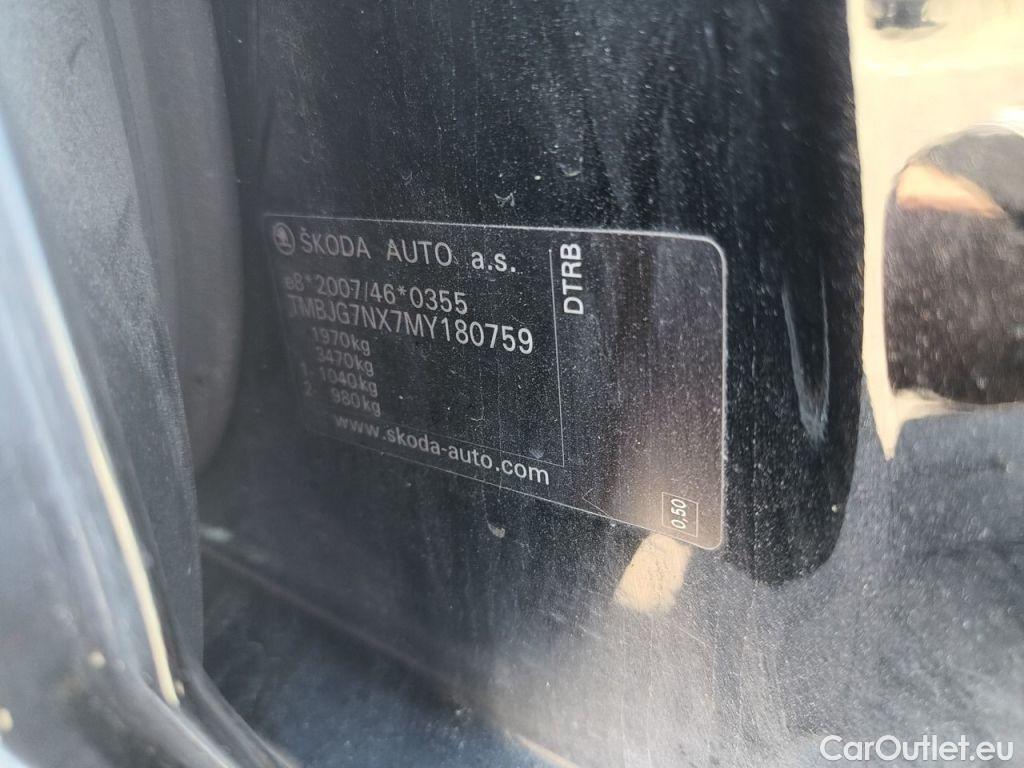 ŠKODA AUTO a.s.
e8*2007/46*0355
TMBJG7NX7MY180759
1970kg
3470kg
1- 1040kg
2- 980kg
www.skoda-auto.com
DTRB
0,50
CarOutlet.eu